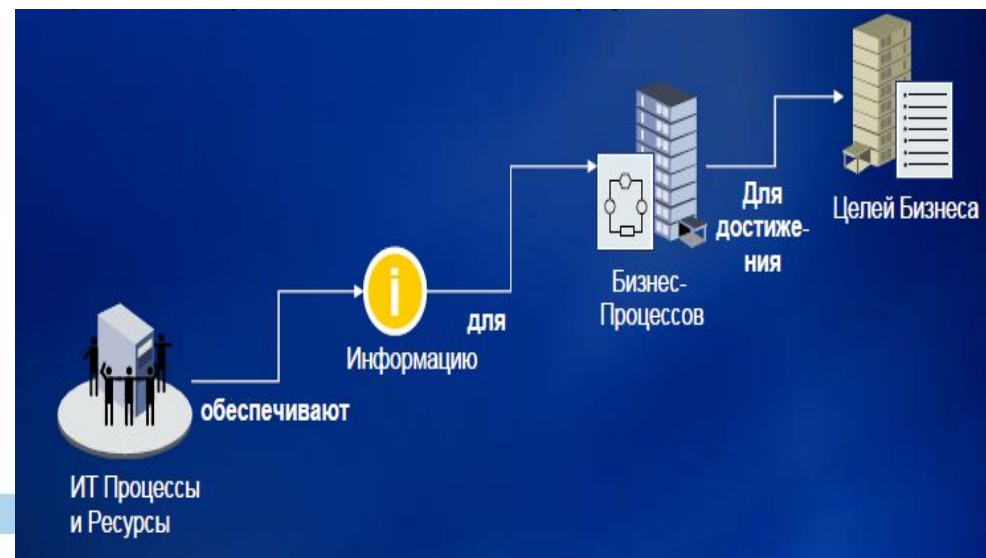 ИТ Процессы
и Ресурсы
обеспечивают
Информацию
для
Бизнес-
Процессов
Для
достиже-
ния
Целей Бизнеса